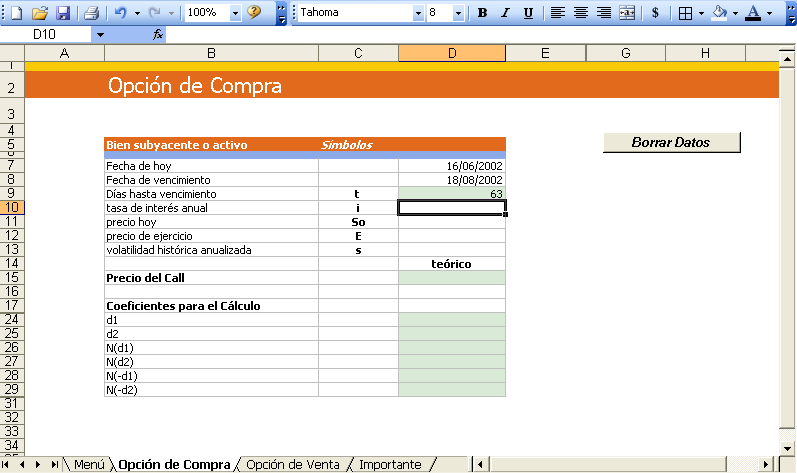 100% Tahoma 8 B I U $ A
D10 fx
A B C D E G H
1
2 Opción de Compra
3
4
5 Bien subyacente o activo Símbolos Borrar Datos
6
7 Fecha de hoy 16/06/2002
8 Fecha de vencimiento 18/08/2002
9 Días hasta vencimiento t 63
10 tasa de interés anual i
11 precio hoy So
12 precio de ejercicio E
13 volatilidad histórica anualizada s
14 teórico
15 Precio del Call
16
17 Coeficientes para el Cálculo
24 d1
25 d2
26 N(d1)
27 N(d2)
28 N(-d1)
29 N(-d2)
31
32
33
34
Menú Opción de Compra Opción de Venta Importante